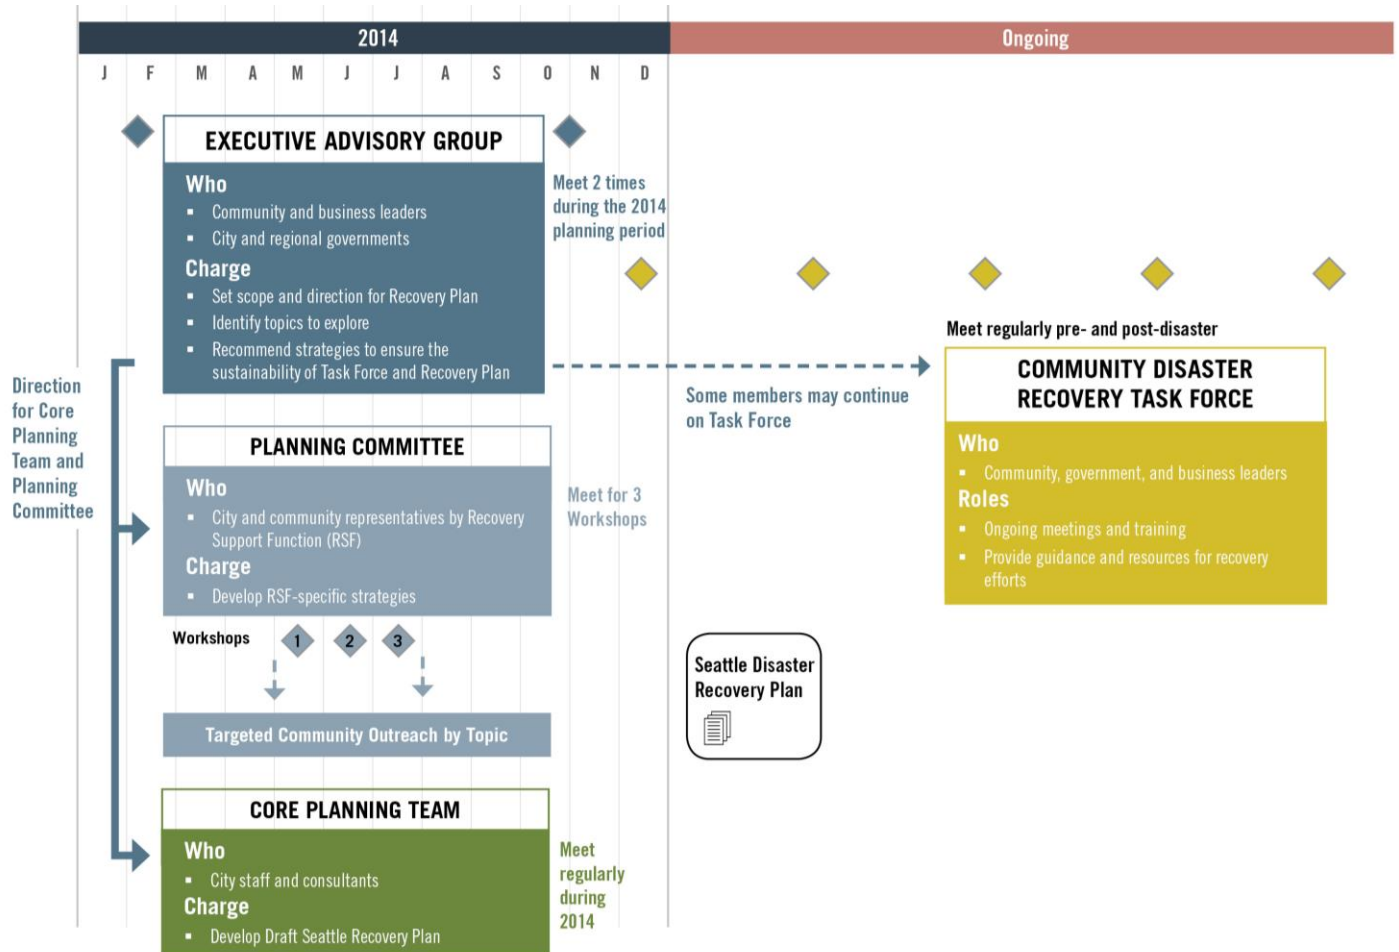 2014
Ongoing
J F M A M J J A S O N D
EXECUTIVE ADVISORY GROUP
Who
▪ Community and business leaders
▪ City and regional governments
Charge
▪ Set scope and direction for Recovery Plan
▪ Identify topics to explore
▪ Recommend strategies to ensure the
sustainability of Task Force and Recovery Plan
Meet 2 times
during the 2014
planning period
Direction
for Core
Planning
Team and
Planning
Committee
Some members may continue
on Task Force
Meet regularly pre- and post-disaster
COMMUNITY DISASTER
RECOVERY TASK FORCE
Who
▪ Community, government, and business leaders
Roles
▪ Ongoing meetings and training
▪ Provide guidance and resources for recovery
efforts
PLANNING COMMITTEE
Who
▪ City and community representatives by Recovery
Support Function (RSF)
Charge
▪ Develop RSF-specific strategies
Meet for 3
Workshops
Workshops 1 2 3
Targeted Community Outreach by Topic
Seattle Disaster
Recovery Plan
CORE PLANNING TEAM
Who
▪ City staff and consultants
Charge
▪ Develop Draft Seattle Recovery Plan
Meet
regularly
during
2014